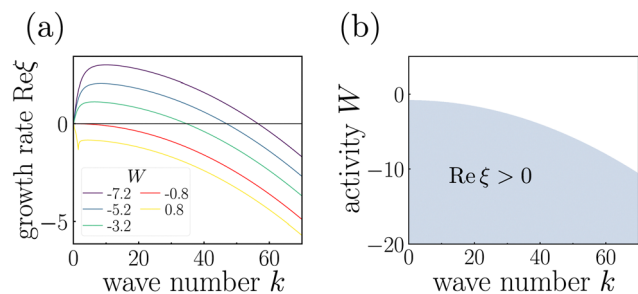 (a)
growth rate Reξ
0
−5
W
-7.2
-5.2
-3.2
-0.8
0.8
0 20 40 60
wave number k
(b)
activity W
0
−10
−20
Re ξ > 0
0 20 40 60
wave number k